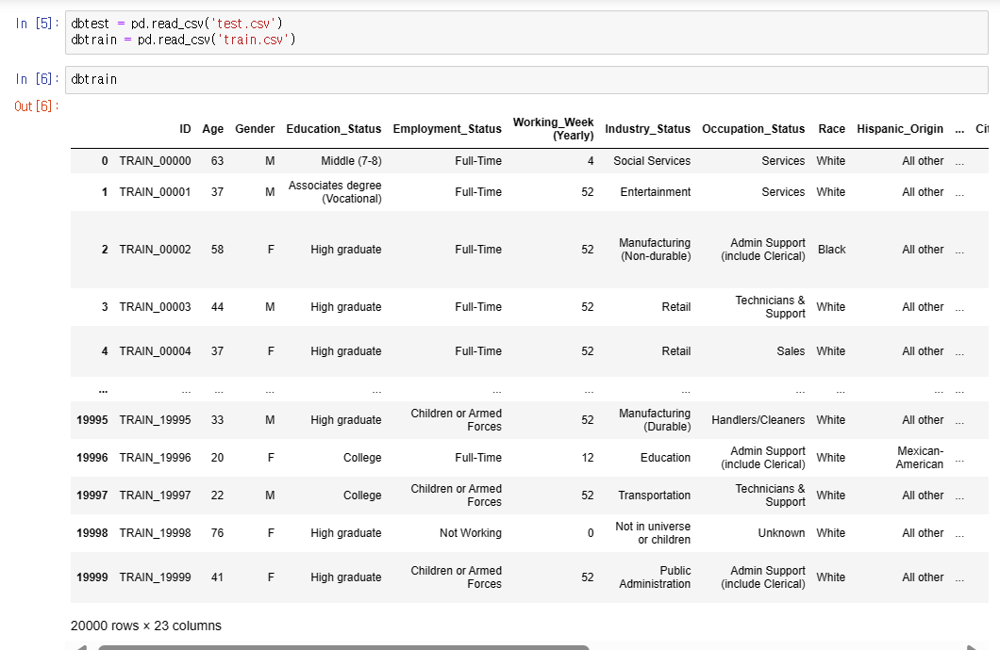 In [5]: dbtest = pd.read_csv('test.csv')
dbtrain = pd.read_csv('train.csv')
In [6]: dbtrain
Out[6]:
ID Age Gender Education_Status Employment_Status Working_Week (Yearly) Industry_Status Occupation_Status Race Hispanic_Origin ...
0 TRAIN_00000 63 M Middle (7-8) Full-Time 4 Social Services Services White All other ...
1 TRAIN_00001 37 M Associates degree (Vocational) Full-Time 52 Entertainment Services White All other ...
2 TRAIN_00002 58 F High graduate Full-Time 52 Manufacturing (Non-durable) Admin Support (include Clerical) Black All other ...
3 TRAIN_00003 44 M High graduate Full-Time 52 Retail Technicians & Support White All other ...
4 TRAIN_00004 37 F High graduate Full-Time 52 Retail Sales White All other ...
... ... ... ... ... ... ... ... ... ... ... ...
19995 TRAIN_19995 33 M High graduate Children or Armed Forces 52 Manufacturing (Durable) Handlers/Cleaners White All other ...
19996 TRAIN_19996 20 F College Full-Time 12 Education Admin Support (include Clerical) White Mexican-American ...
19997 TRAIN_19997 22 M College Children or Armed Forces 52 Transportation Technicians & Support White All other ...
19998 TRAIN_19998 76 F High graduate Not Working 0 Not in universe or children Unknown White All other ...
19999 TRAIN_19999 41 F High graduate Children or Armed Forces 52 Public Administration Admin Support (include Clerical) White All other ...
20000 rows × 23 columns